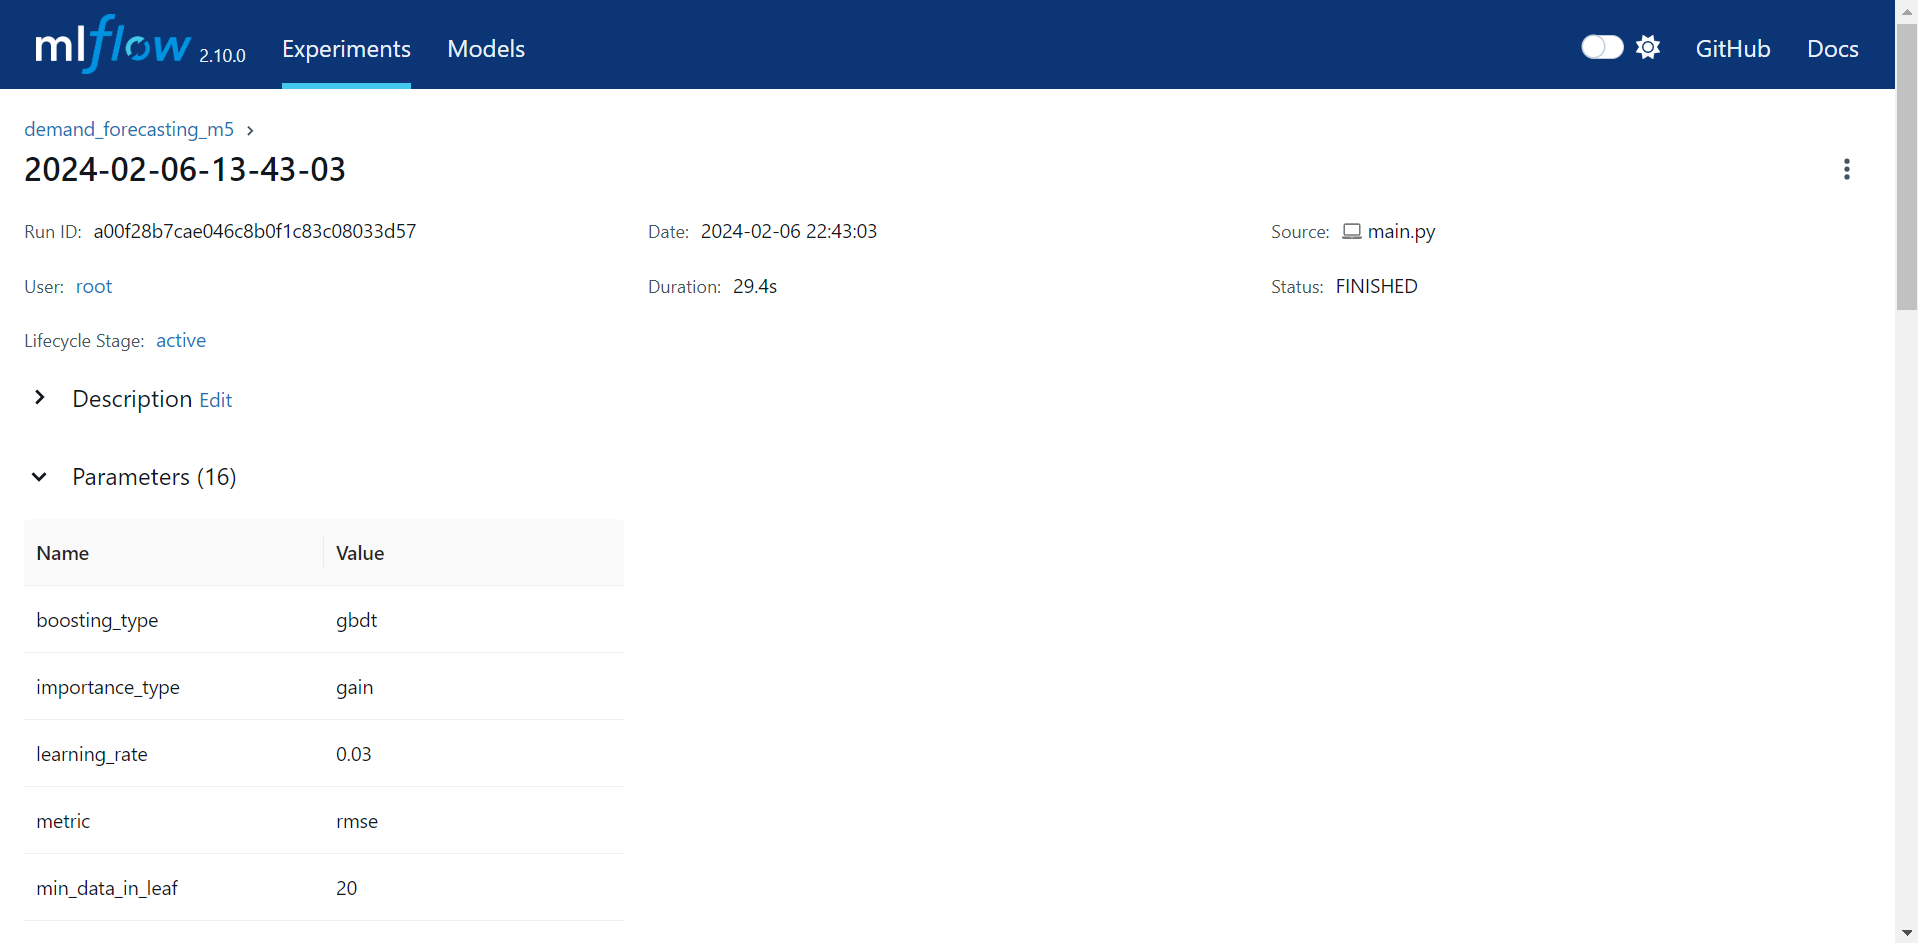 mlflow 2.10.0 Experiments Models GitHub Docs
demand_forecasting_m5
2024-02-06-13-43-03
Run ID: a00f28b7cae046c8b0f1c83c08033d57 Date: 2024-02-06 22:43:03 Source: main.py
User: root Duration: 29.4s Status: FINISHED
Lifecycle Stage: active
Description Edit
Parameters (16)
Name Value
boosting_type gbdt
importance_type gain
learning_rate 0.03
metric rmse
min_data_in_leaf 20